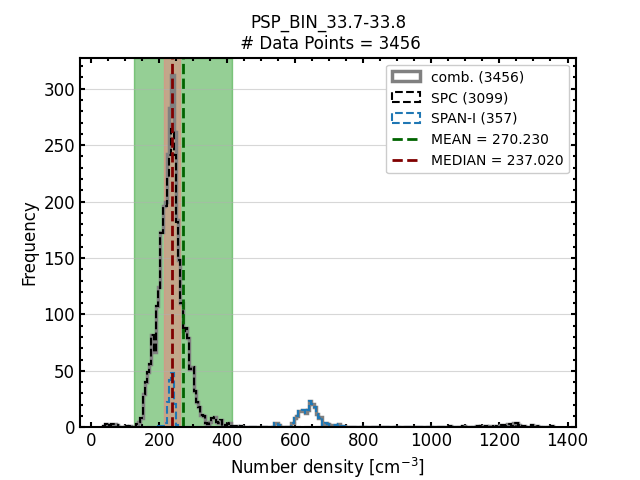 PSP_BIN_33.7-33.8
# Data Points = 3456
comb. (3456)
SPC (3099)
SPAN-I (357)
MEAN = 270.230
MEDIAN = 237.020
Frequency
300
250
200
150
100
50
0
0 200 400 600 800 1000 1200 1400
Number density [cm⁻³]